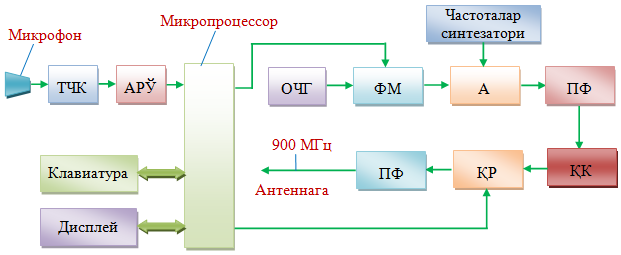 Микрофон
Микропроцессор
Частоталар
синтезатори
ТЧК
АРЎ
ОЧГ
ФМ
А
ПФ
900 МГц
Антеннага
Клавиатура
ПФ
ҚР
ҚК
Дисплей